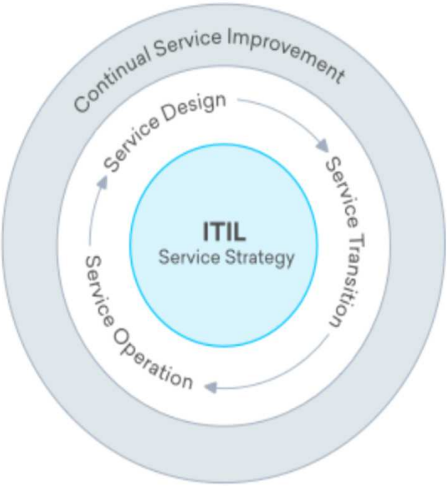 Continual Service Improvement
Service Design
Service Transition
Service Operation
ITIL
Service Strategy